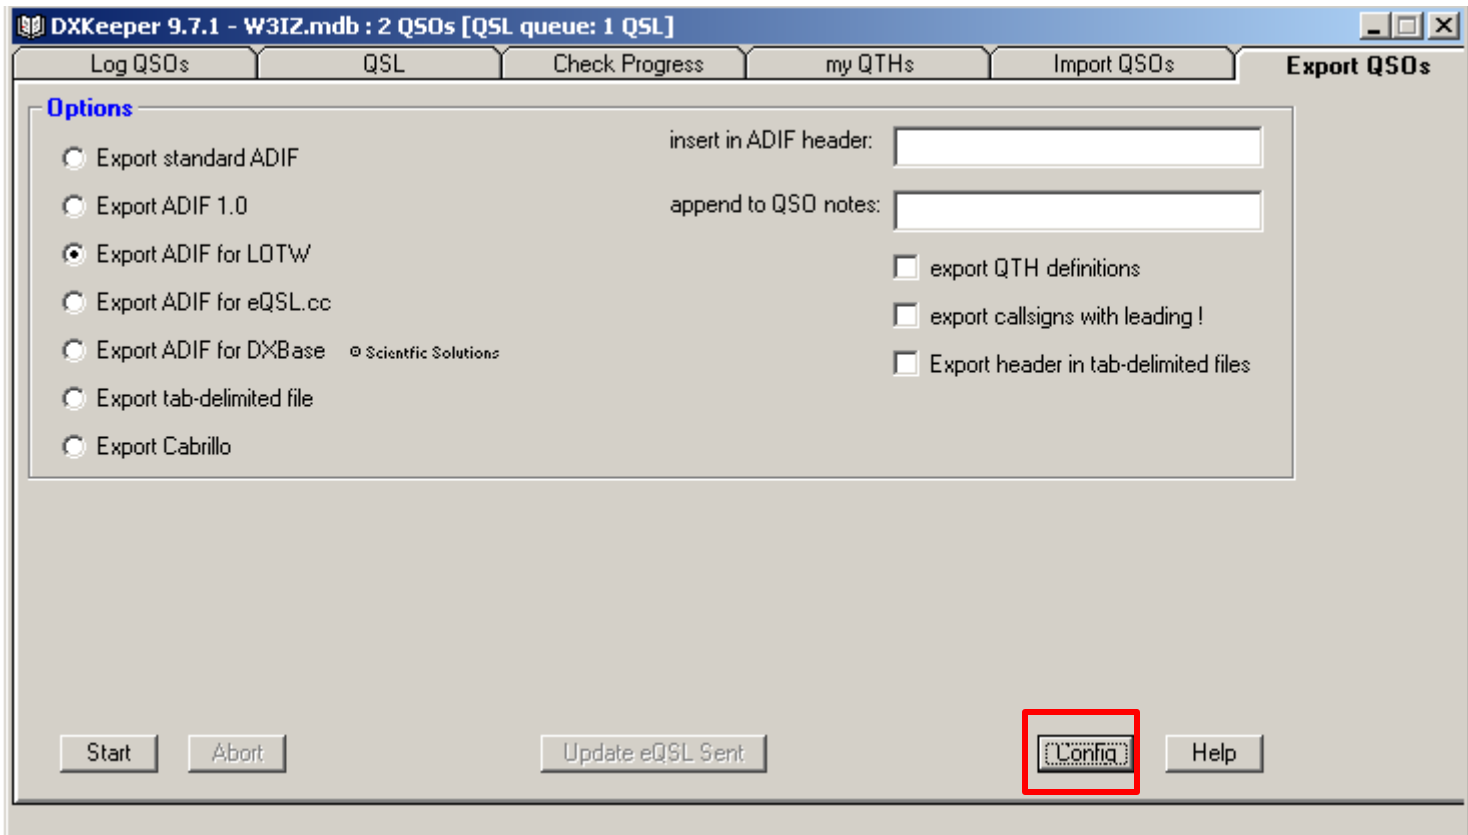 DXKeeper 9.7.1 - W3IZ.mdb : 2 QSOs [QSL queue: 1 QSL]
Log QSOs QSL Check Progress my QTHs Import QSOs Export QSOs
Options
insert in ADIF header:
Export standard ADIF
Export ADIF 1.0
append to QSO notes:
Export ADIF for LOTW
export QTH definitions
Export ADIF for eQSL.cc
export callsigns with leading !
Export ADIF for DXBase © Scientfic Solutions
Export header in tab-delimited files
Export tab-delimited file
Export Cabrillo
Start Abort Update eQSL Sent Config Help